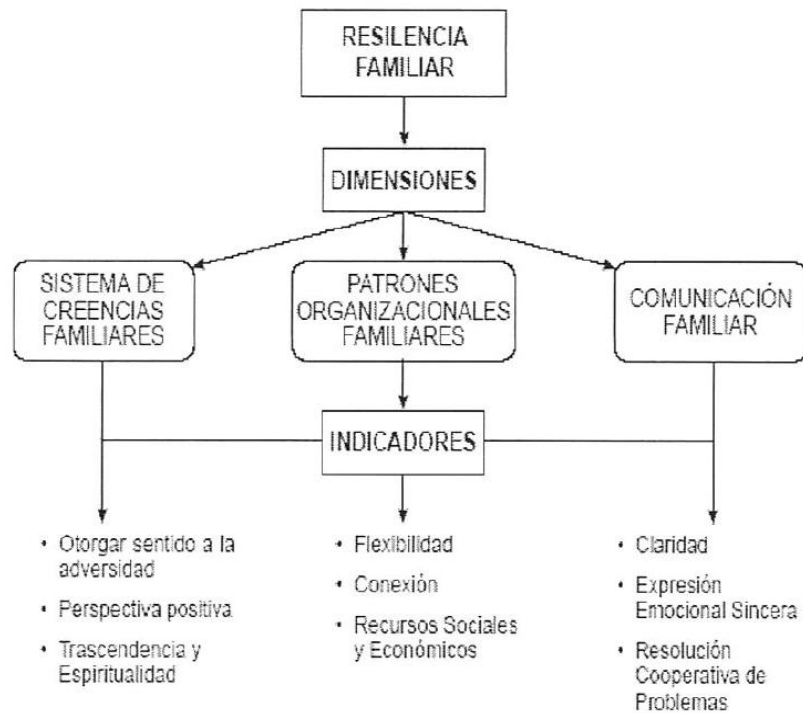 RESILENCIA
FAMILIAR
DIMENSIONES
SISTEMA DE
CREENCIAS
FAMILIARES
PATRONES
ORGANIZACIONALES
FAMILIARES
COMUNICACIÓN
FAMILIAR
INDICADORES
• Otorgar sentido a la
adversidad
• Perspectiva positiva
• Trascendencia y
Espiritualidad
• Flexibilidad
• Conexión
• Recursos Sociales
y Económicos
• Claridad
• Expresión
Emocional Sincera
• Resolución
Cooperativa de
Problemas